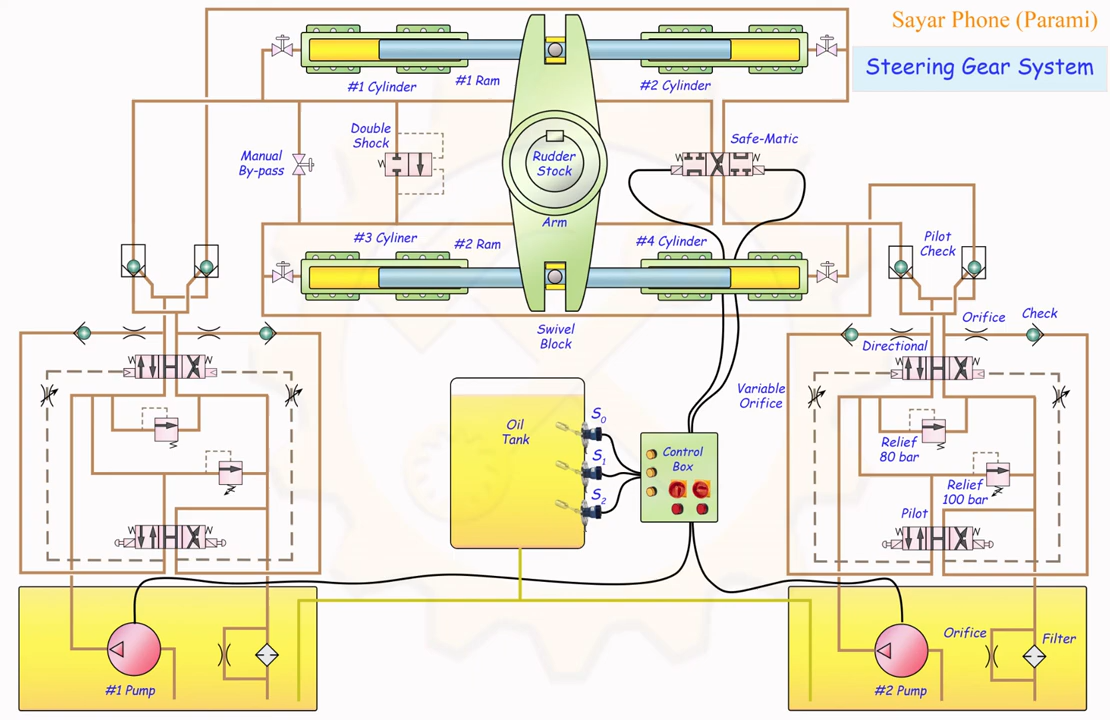 Sayar Phone (Parami)
Steering Gear System
#1 Cylinder
#1 Ram
#2 Cylinder
Double
Shock
Manual
By-pass
Rudder
Stock
Safe-Matic
Arm
#3 Cyliner
#2 Ram
#4 Cylinder
Pilot
Check
Swivel
Block
Orifice
Check
Directional
Variable
Orifice
Oil
Tank
S0
S1
S2
Control
Box
Relief
80 bar
Relief
100 bar
Pilot
Orifice
Filter
#1 Pump
#2 Pump
W
W
W
W
W
W
W
W
W
W
W